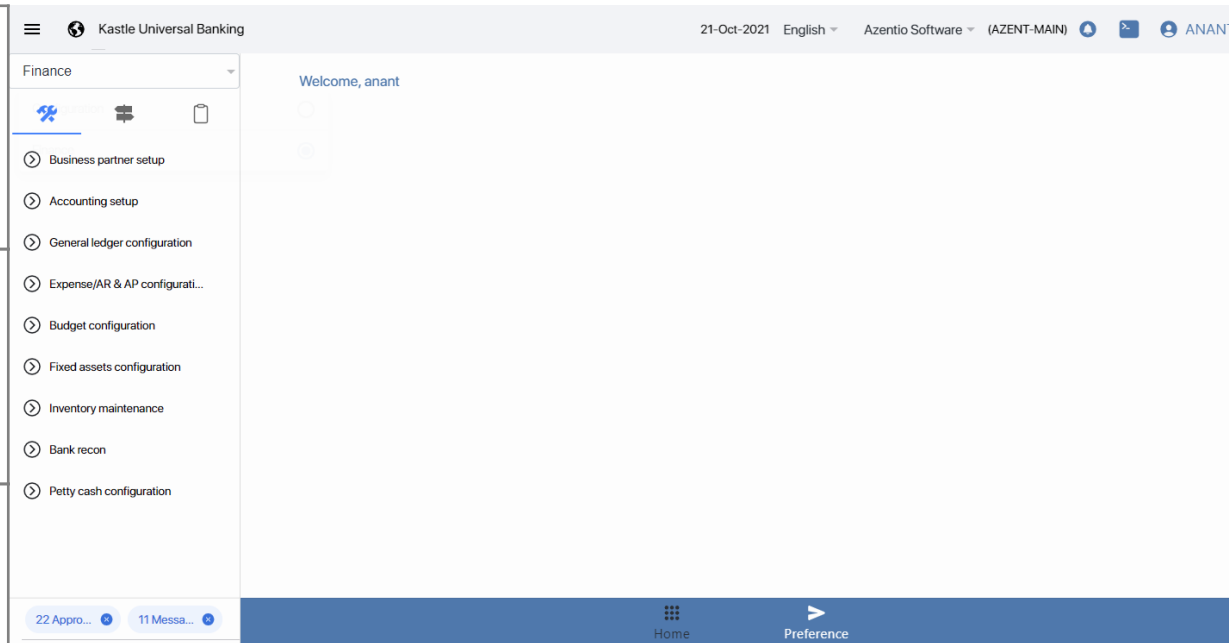 Kastle Universal Banking
21-Oct-2021 English Azentio Software (AZENT-MAIN) ANANT
Finance
Welcome, anant
Business partner setup
Accounting setup
General ledger configuration
Expense/AR & AP configurati...
Budget configuration
Fixed assets configuration
Inventory maintenance
Bank recon
Petty cash configuration
22 Appro... 11 Messa...
Home Preference